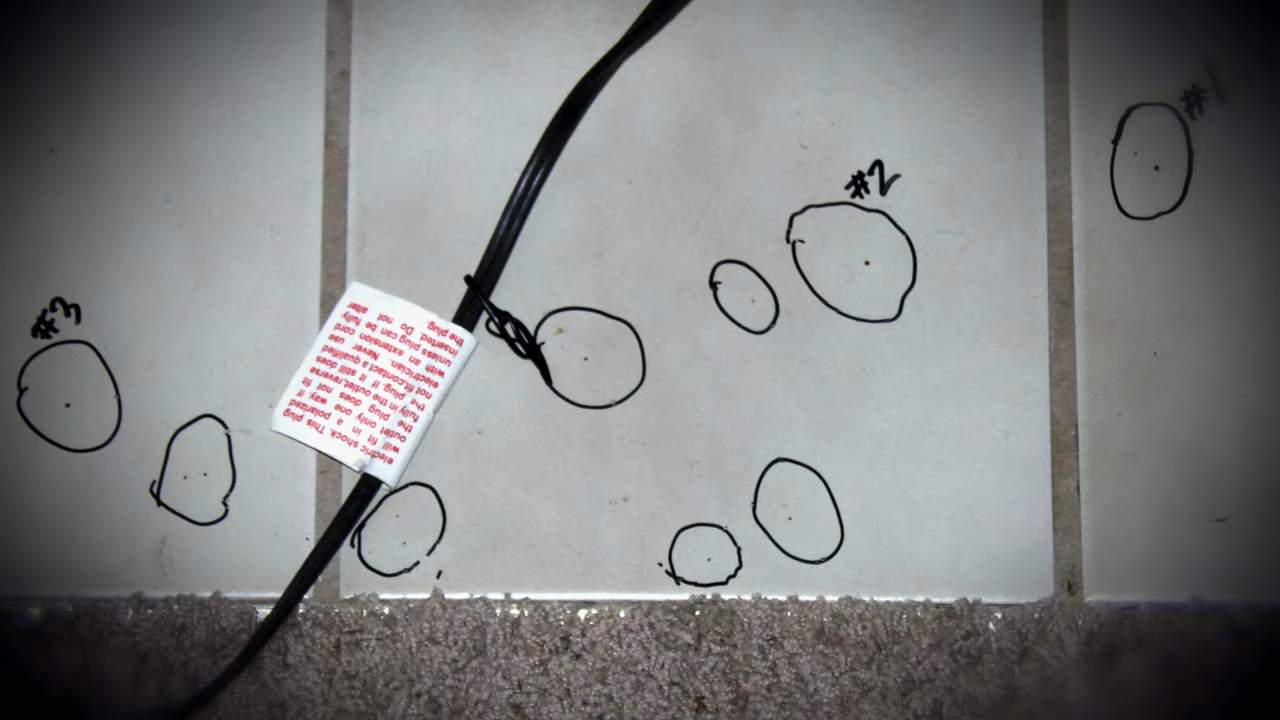 #1
#2
#3
electric shock. This plug
will fit in a polarized
outlet only one way. If
the plug does not fit
fully in the outlet,reverse
the plug. If it still does
not fit,contact a qualified
electrician. Never use
with an extension cord
unless plug can be fully
inserted. Do not alter
the plug.